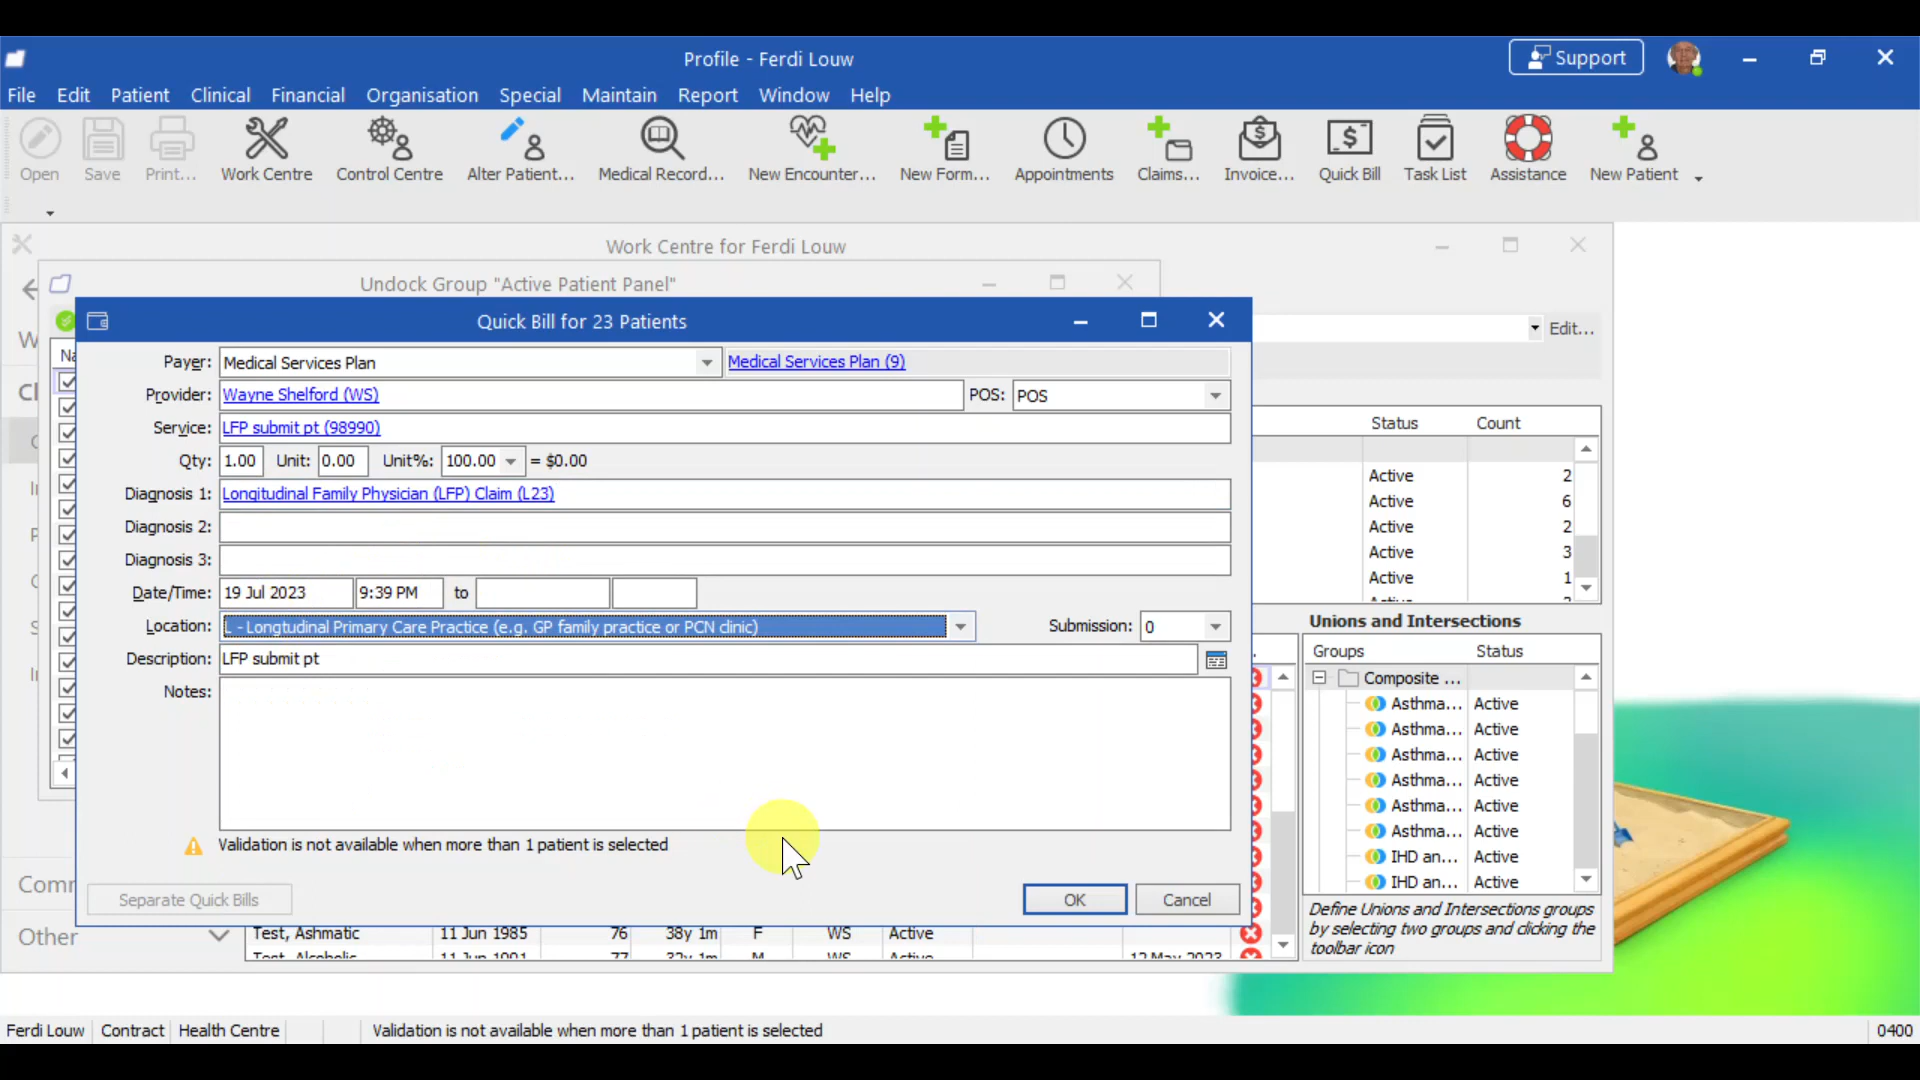 Profile - Ferdi Louw
Support
File Edit Patient Clinical Financial Organisation Special Maintain Report Window Help
Open Save Print... Work Centre Control Centre Alter Patient... Medical Record... New Encounter... New Form... Appointments Claims... Invoice... Quick Bill Task List Assistance New Patient
Work Centre for Ferdi Louw
Undock Group "Active Patient Panel"
Quick Bill for 23 Patients
Edit...
Payer: Medical Services Plan Medical Services Plan (9)
Provider: Wayne Shelford (WS) POS: POS
Service: LFP submit pt (98990)
Qty: 1.00 Unit: 0.00 Unit%: 100.00 = $0.00
Diagnosis 1: Longitudinal Family Physician (LFP) Claim (L23)
Diagnosis 2:
Diagnosis 3:
Date/Time: 19 Jul 2023 9:39 PM to
Location: L - Longtudinal Primary Care Practice (e.g. GP family practice or PCN clinic) Submission: 0
Description: LFP submit pt
Notes:
Validation is not available when more than 1 patient is selected
Separate Quick Bills OK Cancel
Status Count
Active 2
Active 6
Active 2
Active 3
Active 1
Unions and Intersections
Groups Status
Composite ...
Asthma... Active
Asthma... Active
Asthma... Active
Asthma... Active
Asthma... Active
Asthma... Active
IHD an... Active
IHD an... Active
Define Unions and Intersections groups
by selecting two groups and clicking the
toolbar icon
Other
Test, Ashmatic 11 Jun 1985 76 38y 1m F WS Active
Ferdi Louw Contract Health Centre Validation is not available when more than 1 patient is selected 0400